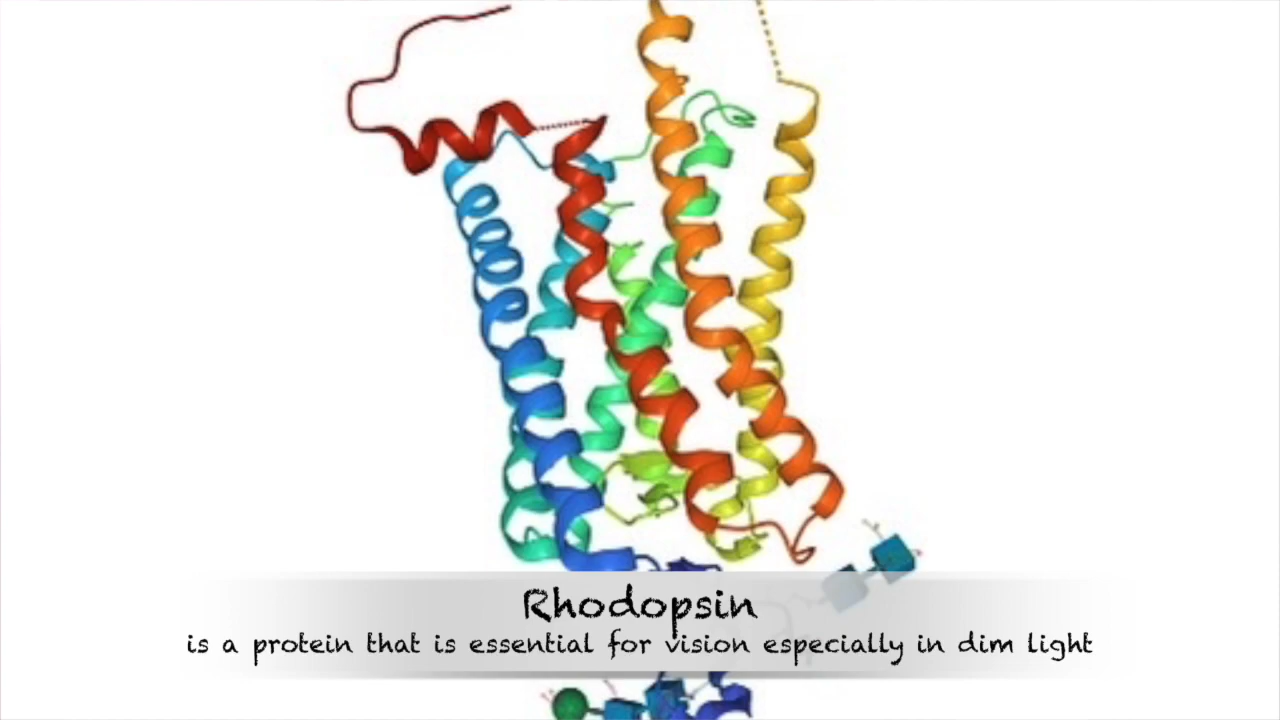 Rhodopsin
is a protein that is essential for vision especially in dim light